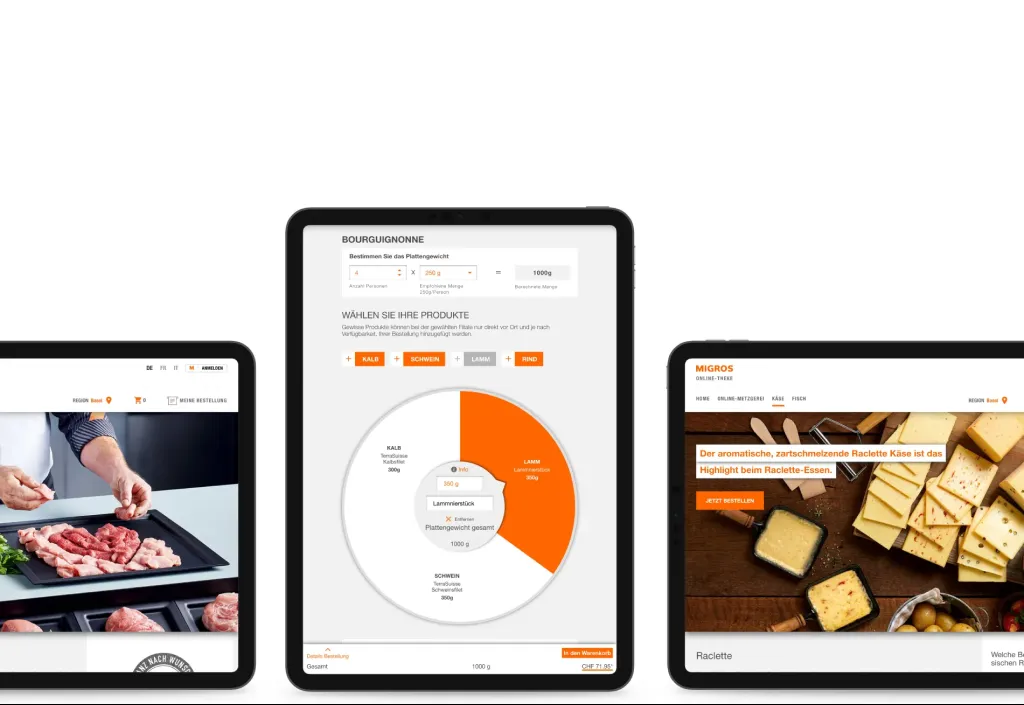 DE FR IT M ANMELDEN
REGION Basel 0 MEINE BESTELLUNG
GANZ NACH WUNSCH
BOURGUIGNONNE
Bestimmen Sie das Plattengewicht
4 X 250 g = 1000g
Anzahl Personen Empfohlene Menge Berechnete Menge
250g/Person
WÄHLEN SIE IHRE PRODUKTE
Gewisse Produkte können bei der gewählten Filiale nur direkt vor Ort und je nach
Verfügbarkeit, Ihrer Bestellung hinzugefügt werden.
+ KALB + SCHWEIN + LAMM + RIND
KALB
TerraSuisse
Kalbsfilet
300g
LAMM
Lammnierstück
350g
Info
350 g
Lammnierstück
Entfernen
Plattengewicht gesamt
1000 g
SCHWEIN
TerraSuisse
Schweinsfilet
350g
Details Bestellung
In den Warenkorb
Gesamt 1000 g CHF 71.95*
MIGROS
ONLINE-THEKE
HOME ONLINE-METZGEREI KÄSE FISCH
REGION Basel
Der aromatische, zartschmelzende Raclette Käse ist das
Highlight beim Raclette-Essen.
JETZT BESTELLEN
Raclette
Welche Be
sischen R